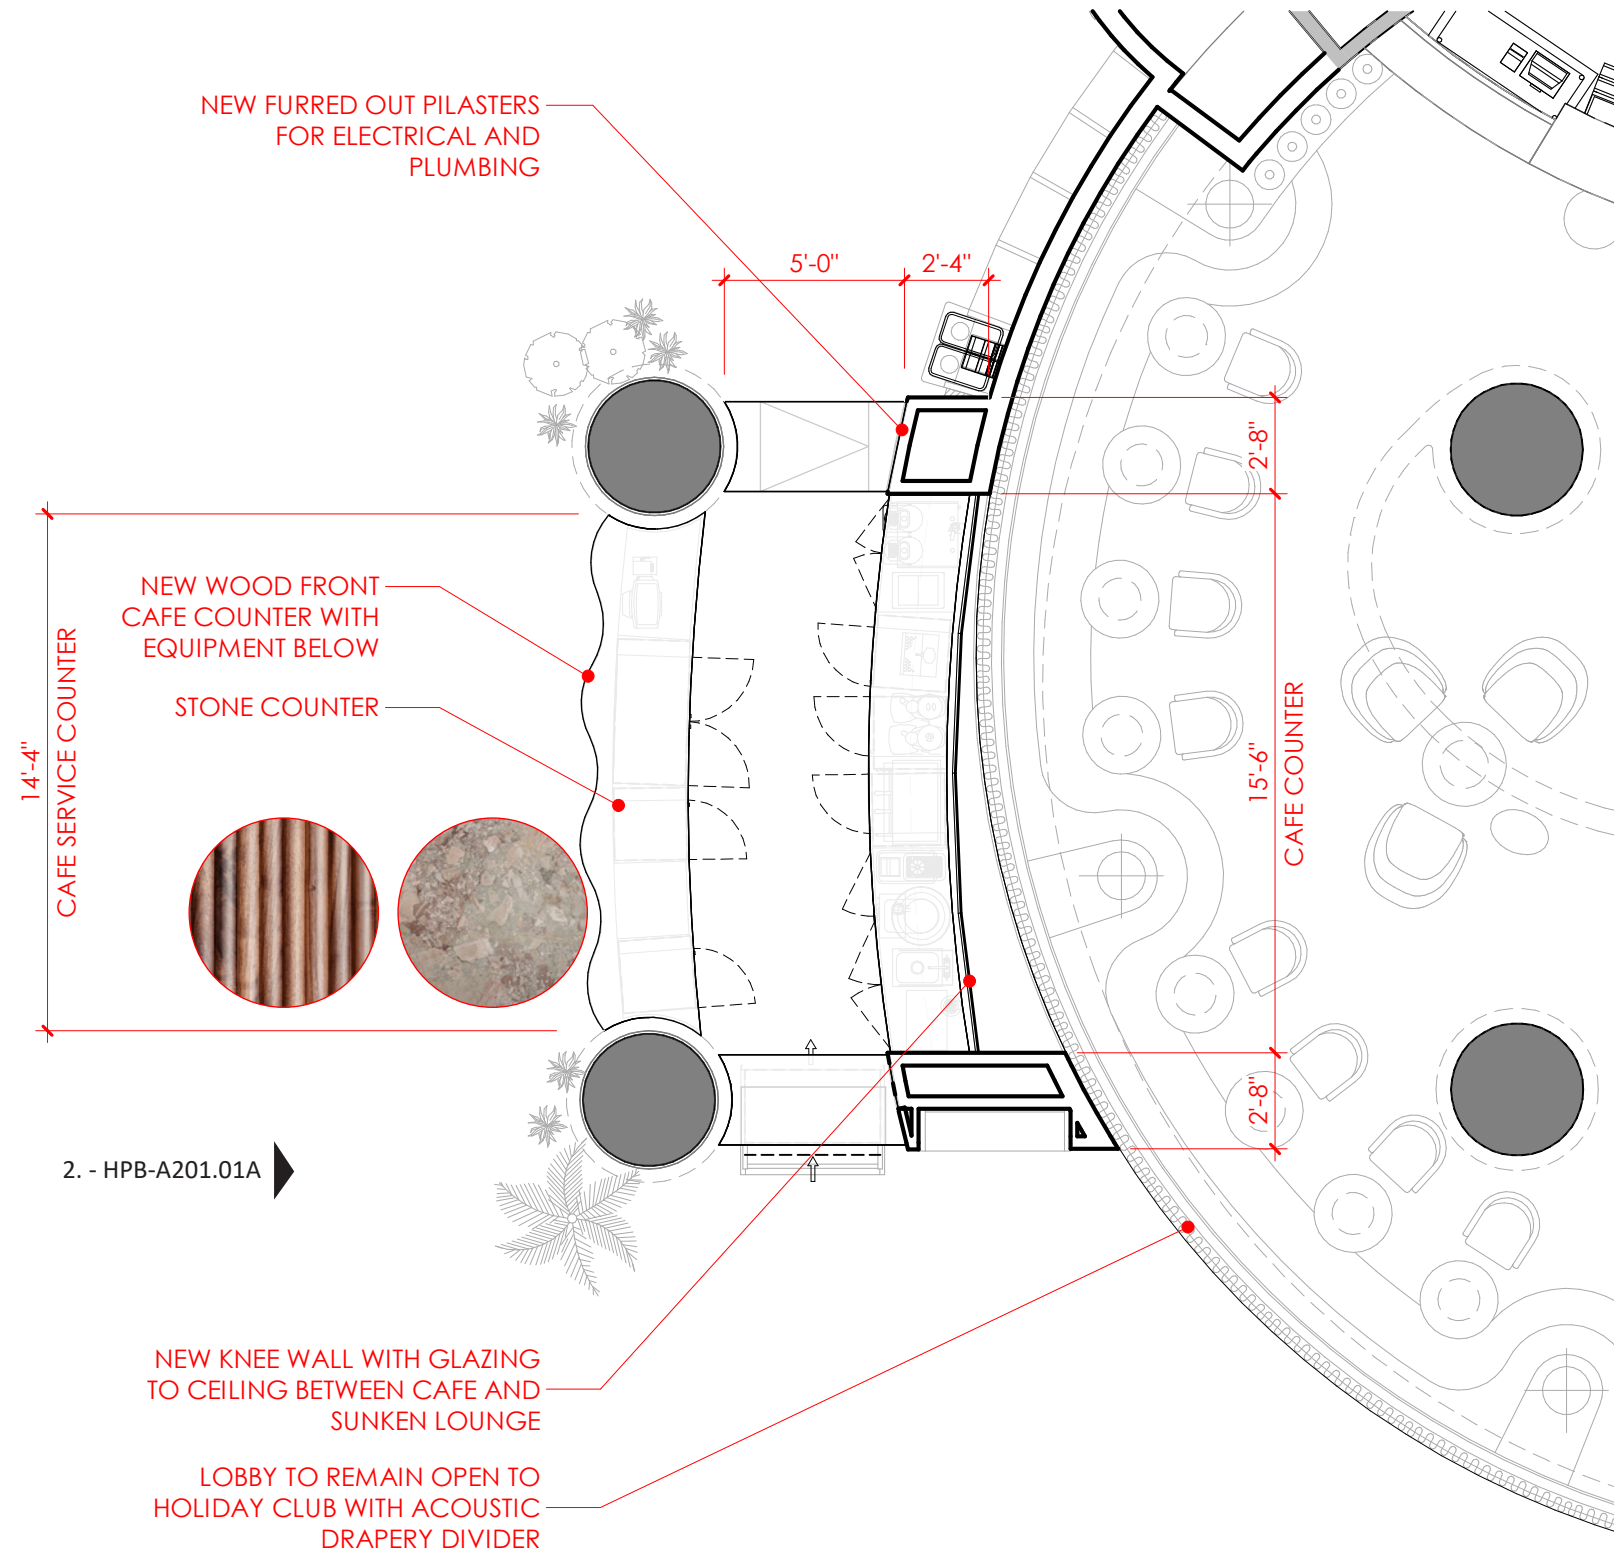 NEW FURRED OUT PILASTERS
FOR ELECTRICAL AND
PLUMBING
5'-0"
2'-4"
2'-8"
NEW WOOD FRONT
CAFE COUNTER WITH
EQUIPMENT BELOW
STONE COUNTER
14'-4"
CAFE SERVICE COUNTER
15'-6"
CAFE COUNTER
2'-8"
2. - HPB-A201.01A
NEW KNEE WALL WITH GLAZING
TO CEILING BETWEEN CAFE AND
SUNKEN LOUNGE
LOBBY TO REMAIN OPEN TO
HOLIDAY CLUB WITH ACOUSTIC
DRAPERY DIVIDER